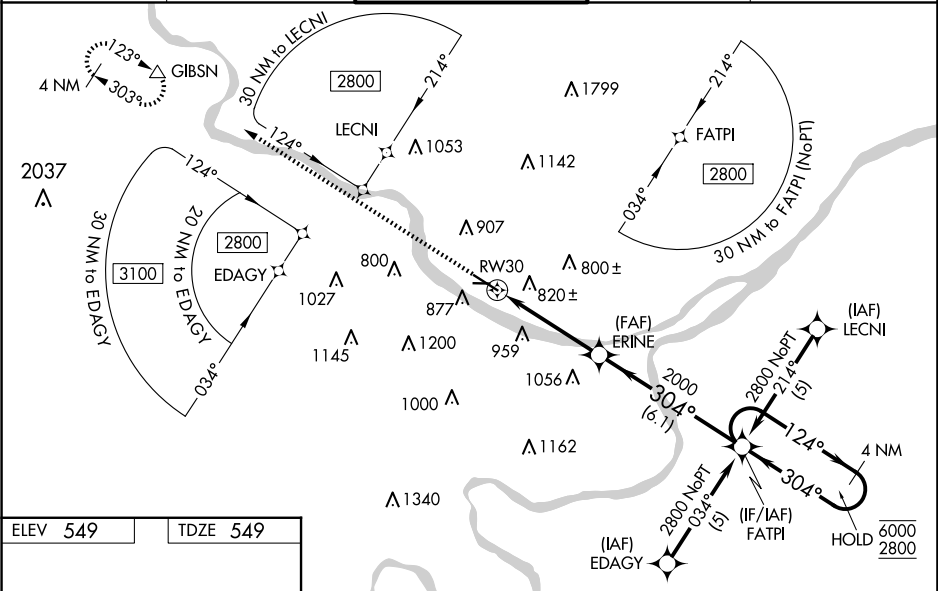 123°
303°
4 NM
GIBSN
2037
30 NM to LECNI
2800
214°
LECNI
124°
1053
1799
1142
214°
FATPI
2800
034°
30 NM to FATPI (NoPT)
124°
30 NM to EDAGY
20 NM to EDAGY
3100
2800
EDAGY
034°
907
800
1027
877
RW30
820±
800±
1145
1200
959
(FAF)
ERINE
1056
1000
1162
1340
2000
304°
(6.1)
(IAF)
LECNI
2800 NoPT
214°
(5)
124°
304°
4 NM
HOLD
6000
2800
(IF/IAF)
FATPI
2800 NoPT
034°
(5)
(IAF)
EDAGY
ELEV 549
TDZE 549